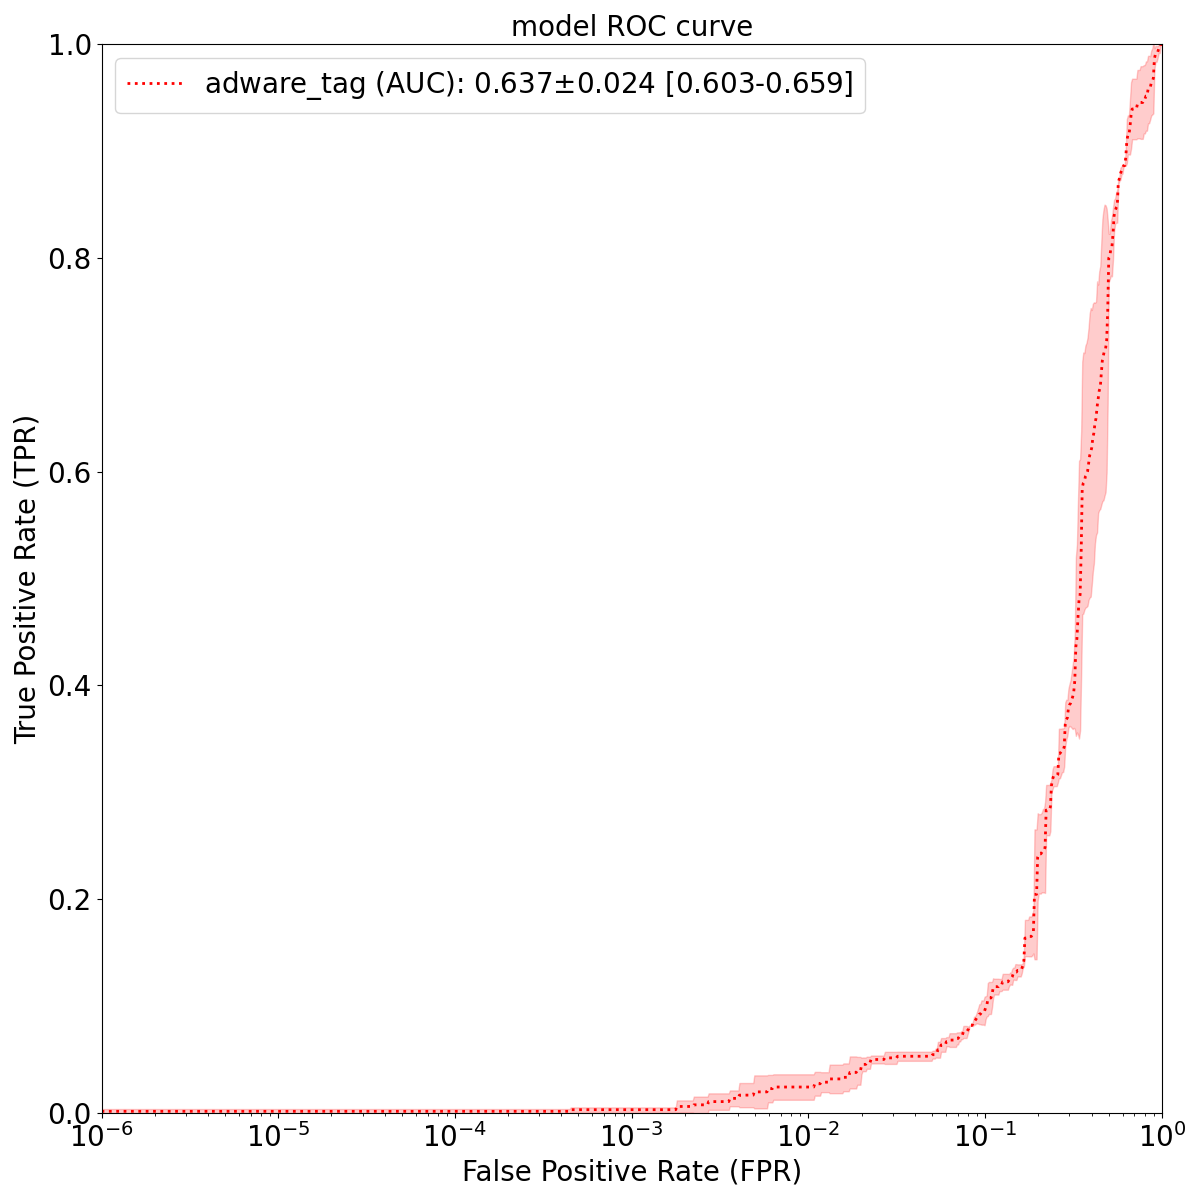 model ROC curve
adware_tag (AUC): 0.637±0.024 [0.603-0.659]
1.0
0.8
0.6
0.4
0.2
0.0
True Positive Rate (TPR)
10⁻⁶ 10⁻⁵ 10⁻⁴ 10⁻³ 10⁻² 10⁻¹ 10⁰
False Positive Rate (FPR)